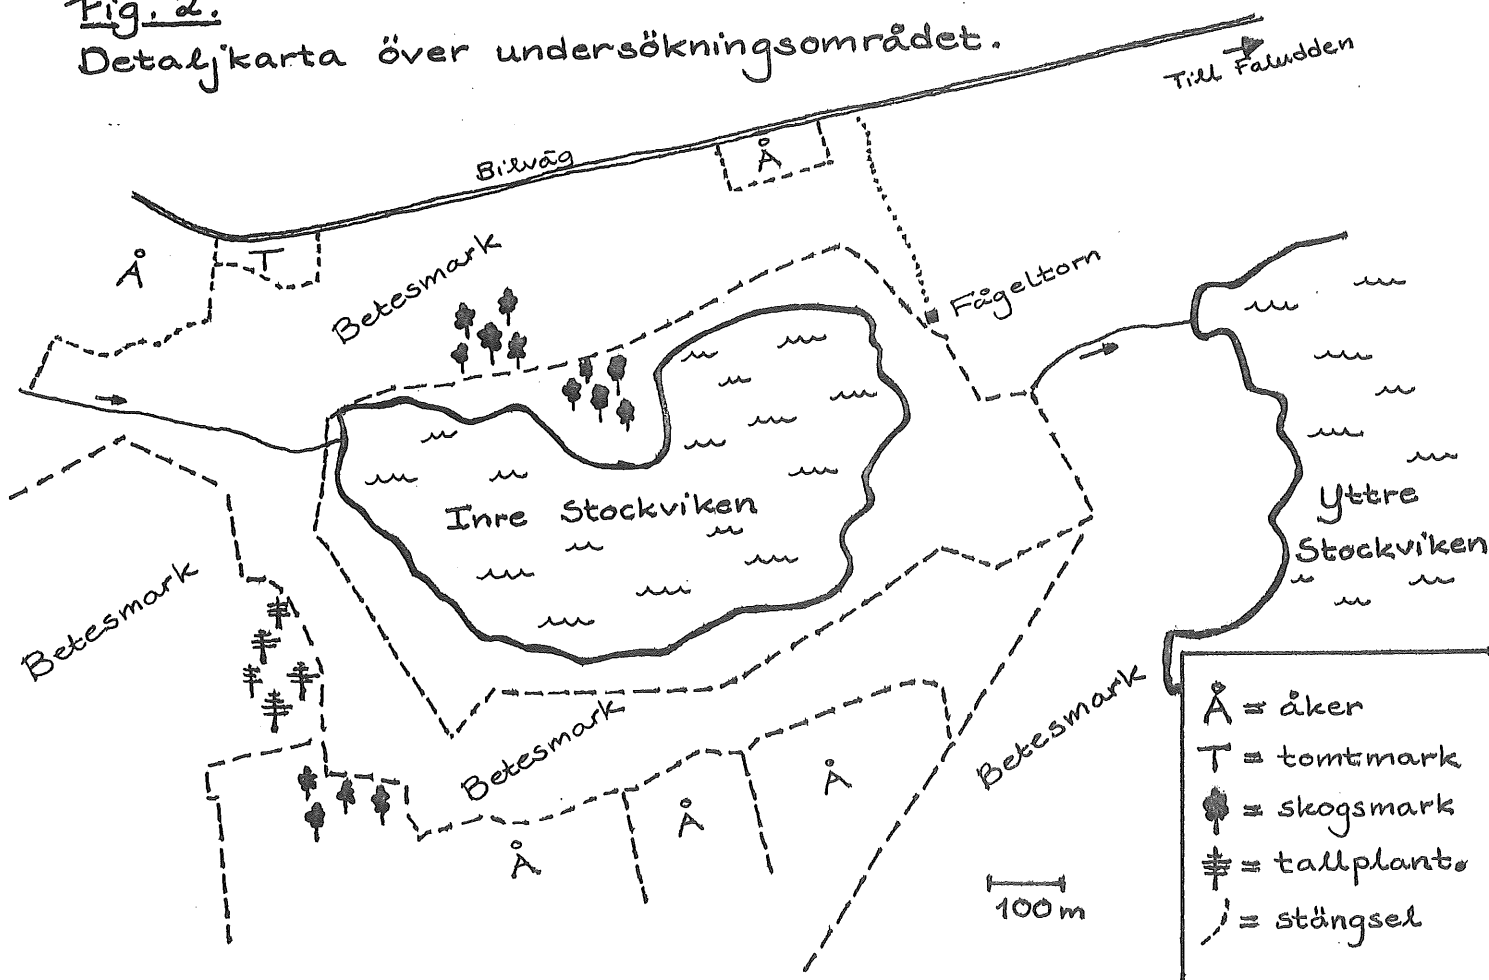 Fig. 2.
Detaljkarta över undersökningsområdet.
Till Faludden
Bilväg
Å
Å
T
Betesmark
Fågeltorn
Inre Stockviken
Yttre
Stockviken
Betesmark
Betesmark
Betesmark
Å
Å
Å
100 m
Å = åker
T = tomtmark
= skogsmark
= tallplant.
= stängsel